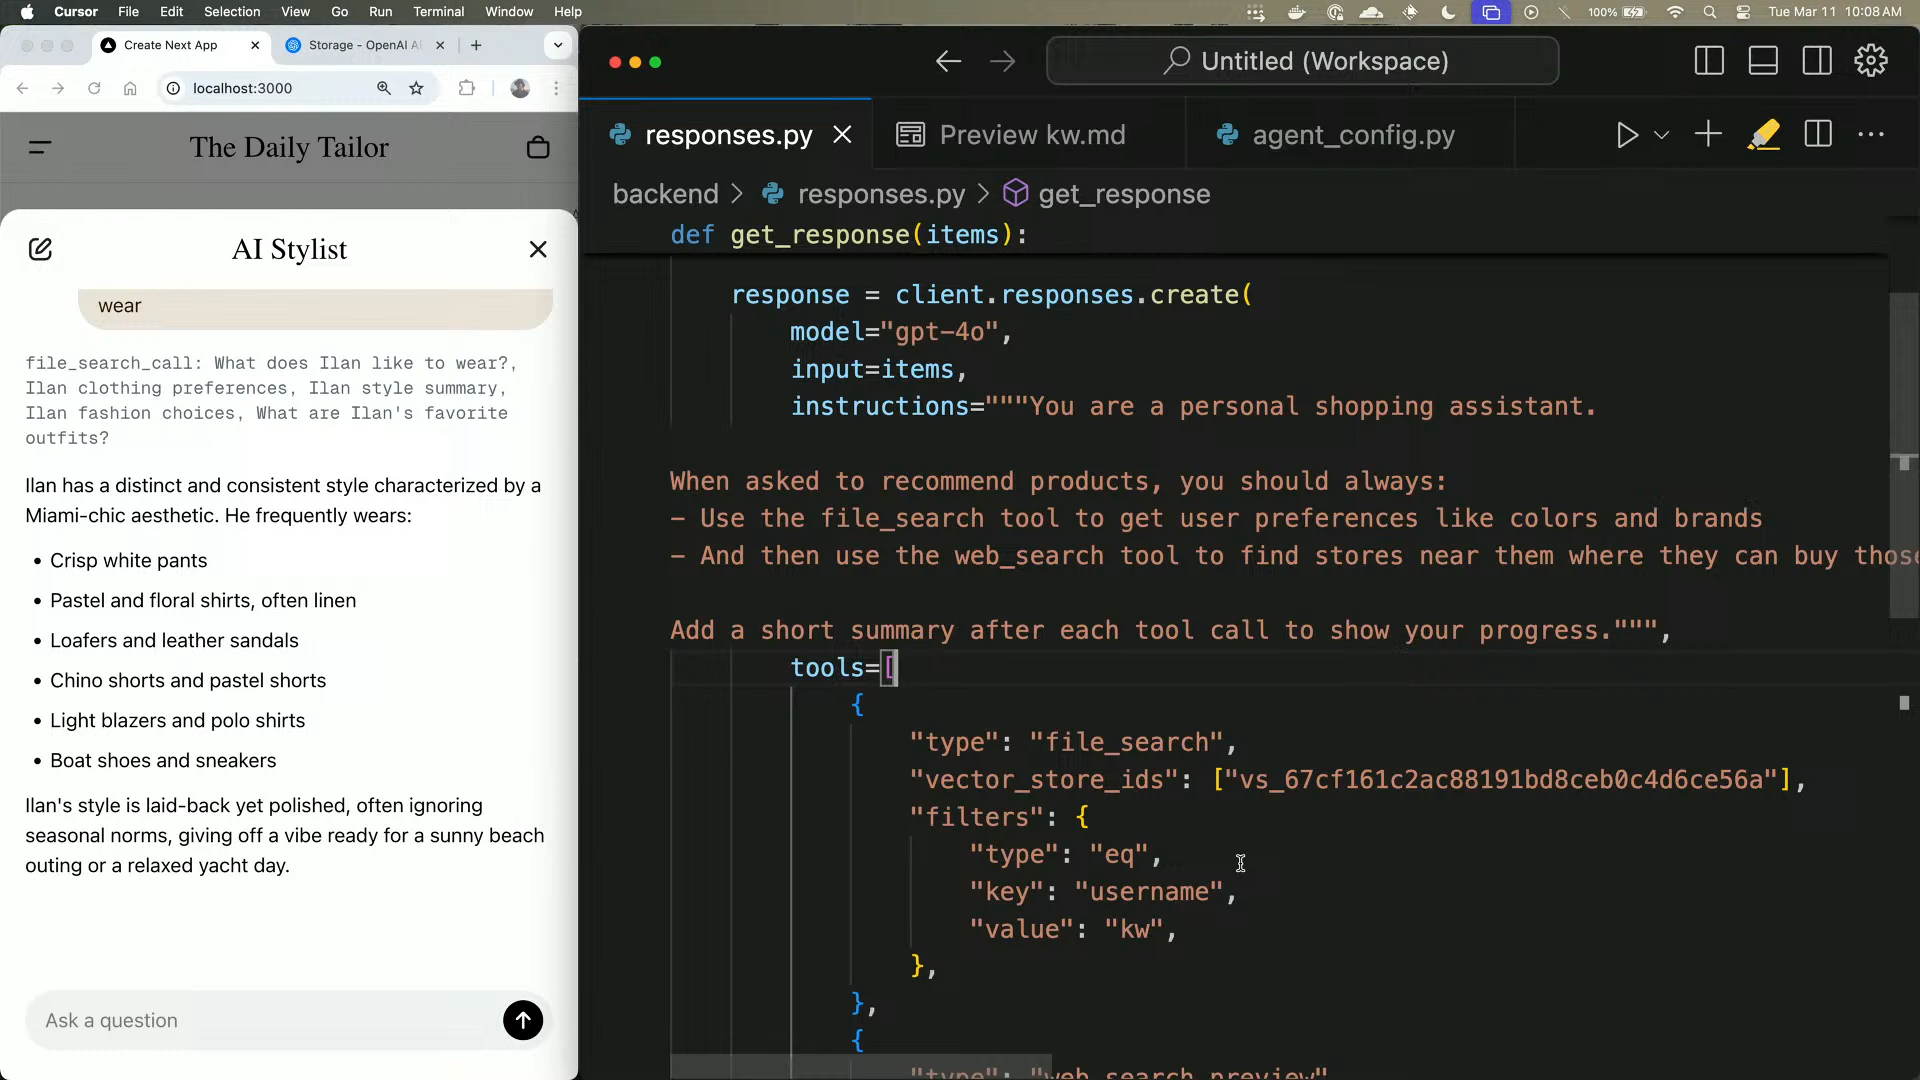 Cursor File Edit Selection View Go Run Terminal Window Help
100% Tue Mar 11 10:08 AM
Create Next App
Storage - OpenAI
localhost:3000
The Daily Tailor
AI Stylist
wear
file_search_call: What does Ilan like to wear?,
Ilan clothing preferences, Ilan style summary,
Ilan fashion choices, What are Ilan's favorite
outfits?
Ilan has a distinct and consistent style characterized by a
Miami-chic aesthetic. He frequently wears:
• Crisp white pants
• Pastel and floral shirts, often linen
• Loafers and leather sandals
• Chino shorts and pastel shorts
• Light blazers and polo shirts
• Boat shoes and sneakers
Ilan's style is laid-back yet polished, often ignoring
seasonal norms, giving off a vibe ready for a sunny beach
outing or a relaxed yacht day.
Ask a question
Untitled (Workspace)
responses.py
Preview kw.md
agent_config.py
backend > responses.py > get_response
def get_response(items):
response = client.responses.create(
model="gpt-4o",
input=items,
instructions="""You are a personal shopping assistant.
When asked to recommend products, you should always:
- Use the file_search tool to get user preferences like colors and brands
- And then use the web_search tool to find stores near them where they can buy
Add a short summary after each tool call to show your progress.""",
tools=[
{
"type": "file_search",
"vector_store_ids": ["vs_67cf161c2ac88191bd8ceb0c4d6ce56a"],
"filters": {
"type": "eq",
"key": "username",
"value": "kw",
},
},
{
"type": "web_search_preview"